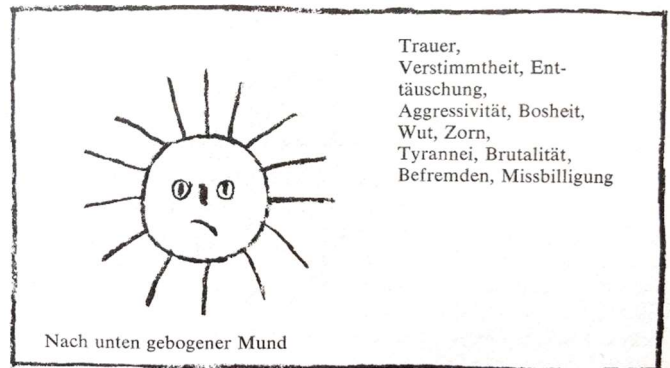 Trauer,
Verstimmtheit, Ent-
täuschung,
Aggressivität, Bosheit,
Wut, Zorn,
Tyrannei, Brutalität,
Befremden, Missbilligung
Nach unten gebogener Mund